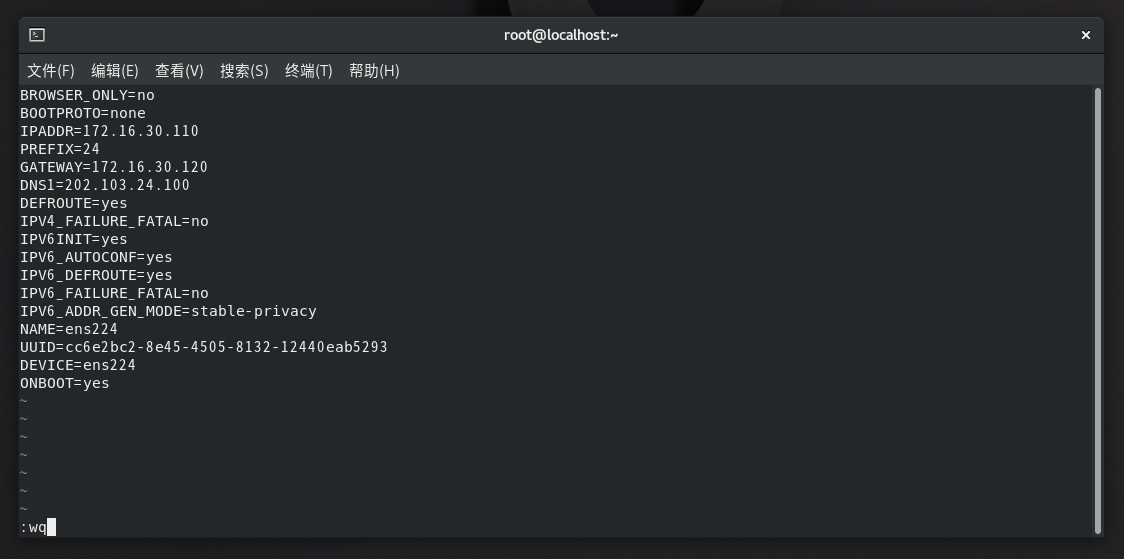 root@localhost:~
文件(F) 编辑(E) 查看(V) 搜索(S) 终端(T) 帮助(H)
BROWSER_ONLY=no
BOOTPROTO=none
IPADDR=172.16.30.110
PREFIX=24
GATEWAY=172.16.30.120
DNS1=202.103.24.100
DEFROUTE=yes
IPV4_FAILURE_FATAL=no
IPV6INIT=yes
IPV6_AUTOCONF=yes
IPV6_DEFROUTE=yes
IPV6_FAILURE_FATAL=no
IPV6_ADDR_GEN_MODE=stable-privacy
NAME=ens224
UUID=cc6e2bc2-8e45-4505-8132-12440eab5293
DEVICE=ens224
ONBOOT=yes
~
~
~
~
~
~
~
:wq